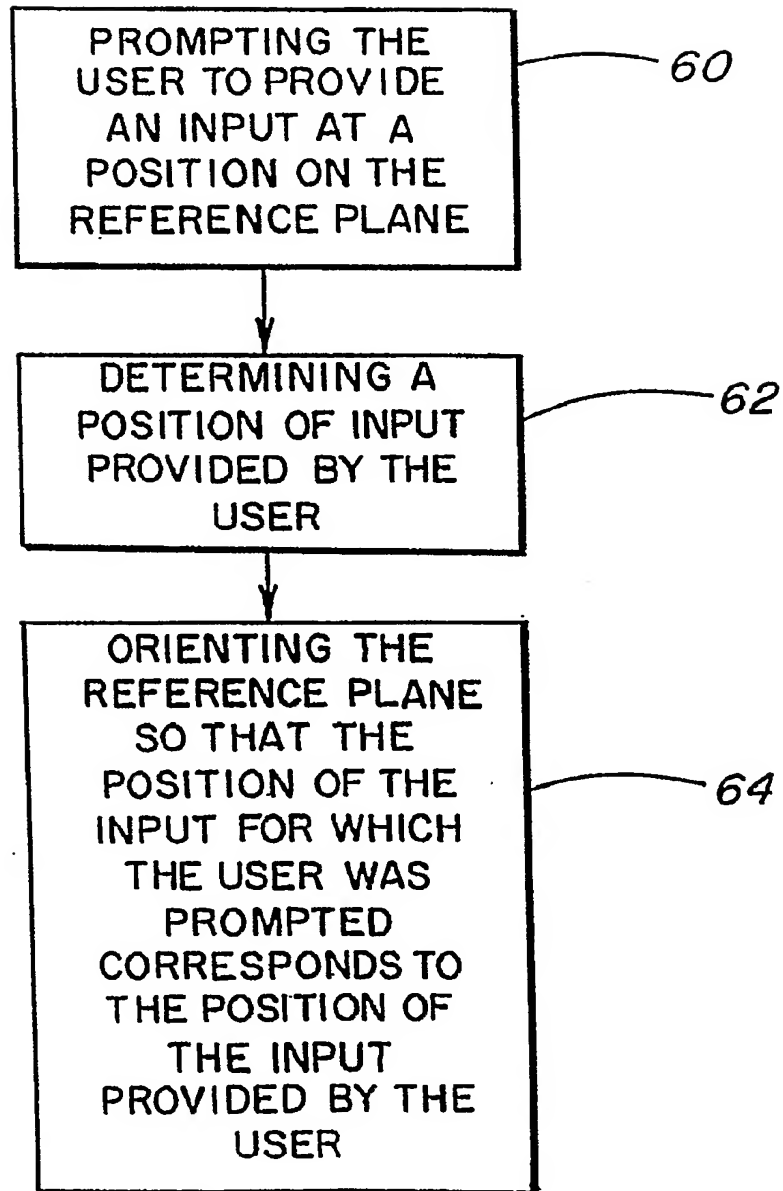 PROMPTING THE
USER TO PROVIDE
AN INPUT AT A
POSITION ON THE
REFERENCE PLANE
60
DETERMINING A
POSITION OF INPUT
PROVIDED BY THE
USER
62
ORIENTING THE
REFERENCE PLANE
SO THAT THE
POSITION OF THE
INPUT FOR WHICH
THE USER WAS
PROMPTED
CORRESPONDS TO
THE POSITION OF
THE INPUT
PROVIDED BY THE
USER
64